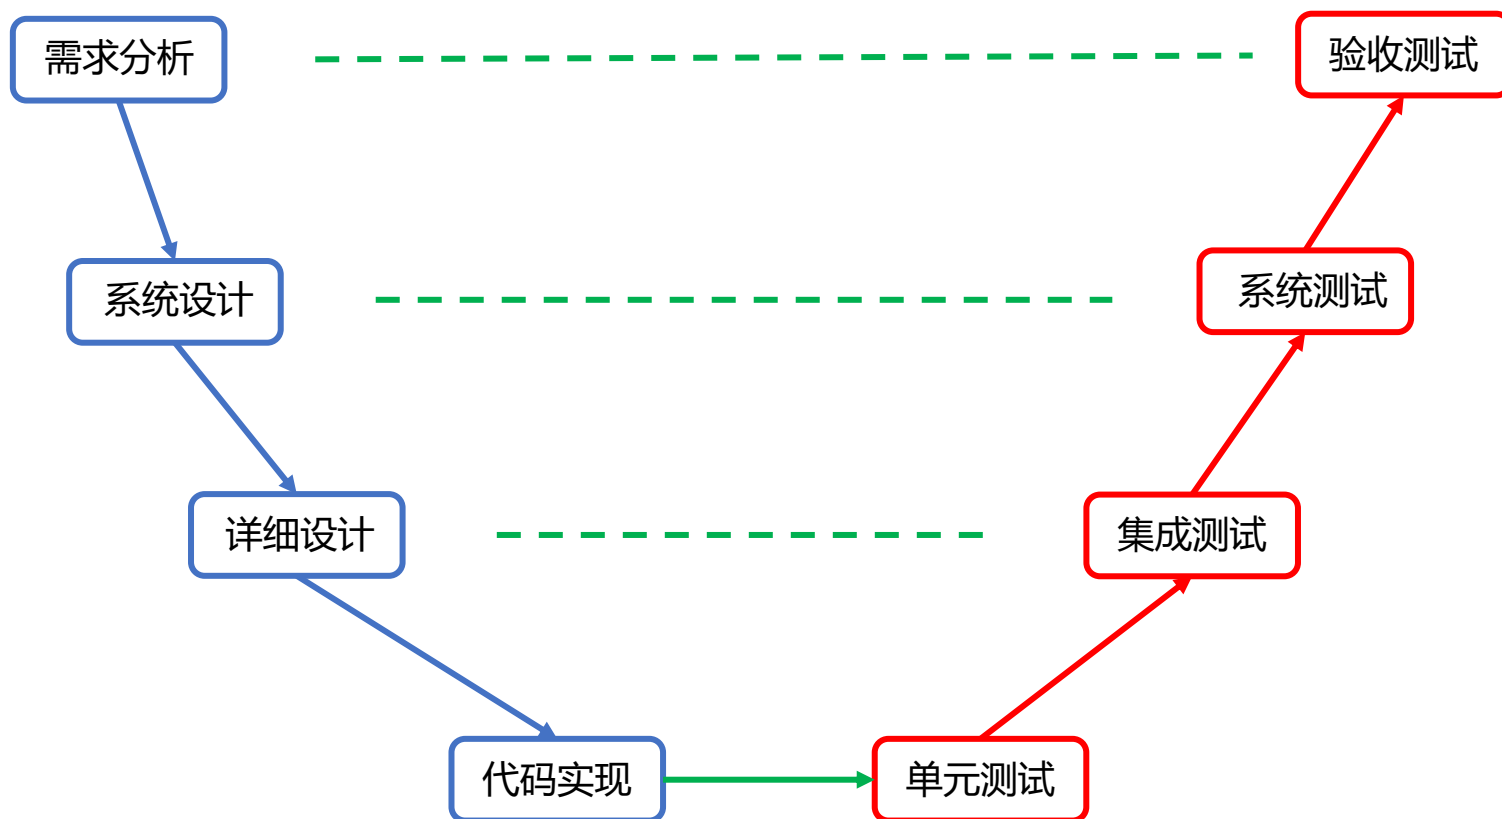 需求分析
验收测试
系统设计
系统测试
详细设计
集成测试
代码实现
单元测试